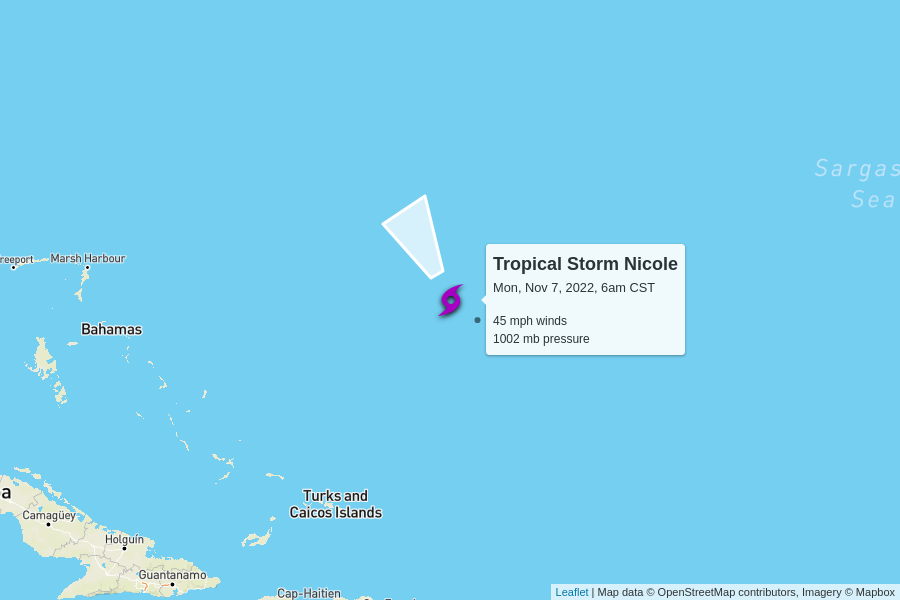 Sargas
Sea
Tropical Storm Nicole
Mon, Nov 7, 2022, 6am CST
45 mph winds
1002 mb pressure
reeport
Marsh Harbour
Bahamas
a
Turks and
Caicos Islands
Camagüey
Holguín
Guantanamo
Cap-Haitien
Leaflet | Map data © OpenStreetMap contributors, Imagery © Mapbox